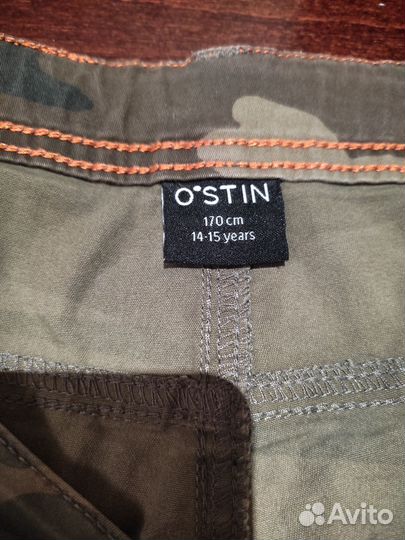 O'STIN
170 cm
14-15 years
Avito